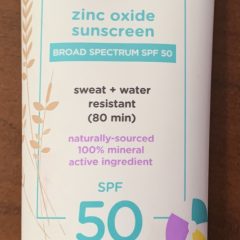 zinc oxide
sunscreen
BROAD SPECTRUM SPF 50
sweat + water
resistant
(80 min)
naturally-sourced
100% mineral
active ingredient
SPF
50